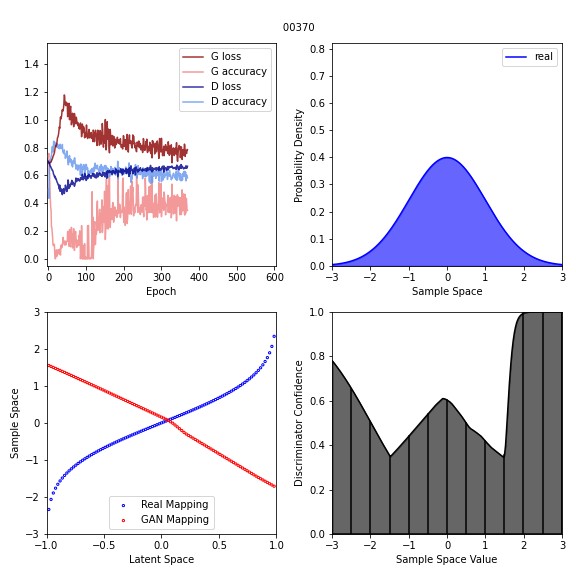 00370
G loss
G accuracy
D loss
D accuracy
1.4
1.2
1.0
0.8
0.6
0.4
0.2
0.0
0 100 200 300 400 500 600
Epoch
real
Probability Density
0.8
0.7
0.6
0.5
0.4
0.3
0.2
0.1
0.0
−3 −2 −1 0 1 2 3
Sample Space
Sample Space
3
2
1
0
−1
−2
−3
Real Mapping
GAN Mapping
−1.0 −0.5 0.0 0.5 1.0
Latent Space
Discriminator Confidence
1.0
0.8
0.6
0.4
0.2
0.0
−3 −2 −1 0 1 2 3
Sample Space Value